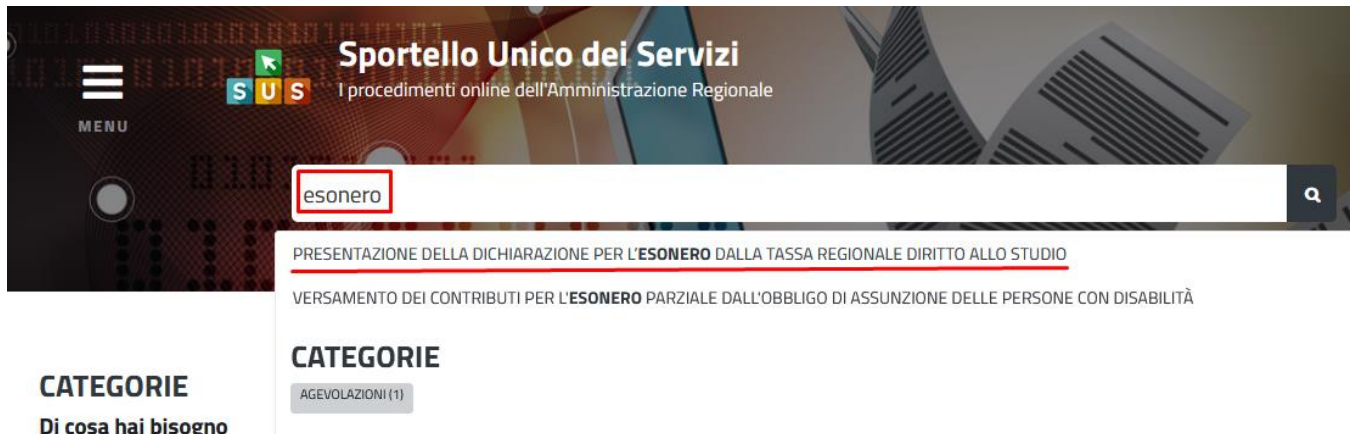 Sportello Unico dei Servizi
S U S
I procedimenti online dell'Amministrazione Regionale
MENU
esonero
PRESENTAZIONE DELLA DICHIARAZIONE PER L'ESONERO DALLA TASSA REGIONALE DIRITTO ALLO STUDIO
VERSAMENTO DEI CONTRIBUTI PER L'ESONERO PARZIALE DALL'OBBLIGO DI ASSUNZIONE DELLE PERSONE CON DISABILITÀ
CATEGORIE
AGEVOLAZIONI (1)
CATEGORIE
Di cosa hai bisogno